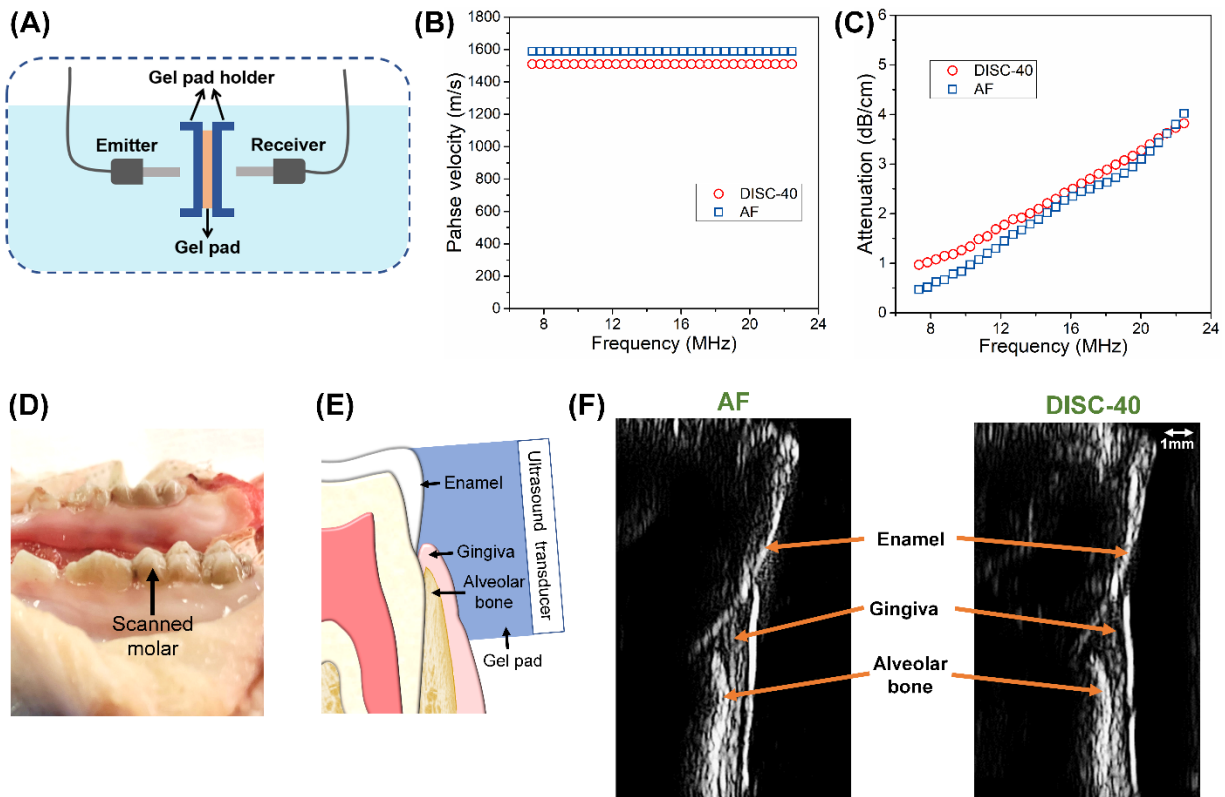 (A)
Gel pad holder
Emitter
Receiver
Gel pad
(B)
1800
1600
1400
1200
1000
800
600
400
200
0
Pahse velocity (m/s)
DISC-40
AF
8 12 16 20 24
Frequency (MHz)
(C)
6
5
4
3
2
1
0
Attenuation (dB/cm)
DISC-40
AF
8 12 16 20 24
Frequency (MHz)
(D)
Scanned
molar
(E)
Enamel
Gingiva
Alveolar
bone
Gel pad
Ultrasound transducer
(F)
AF
DISC-40
1mm
Enamel
Gingiva
Alveolar
bone